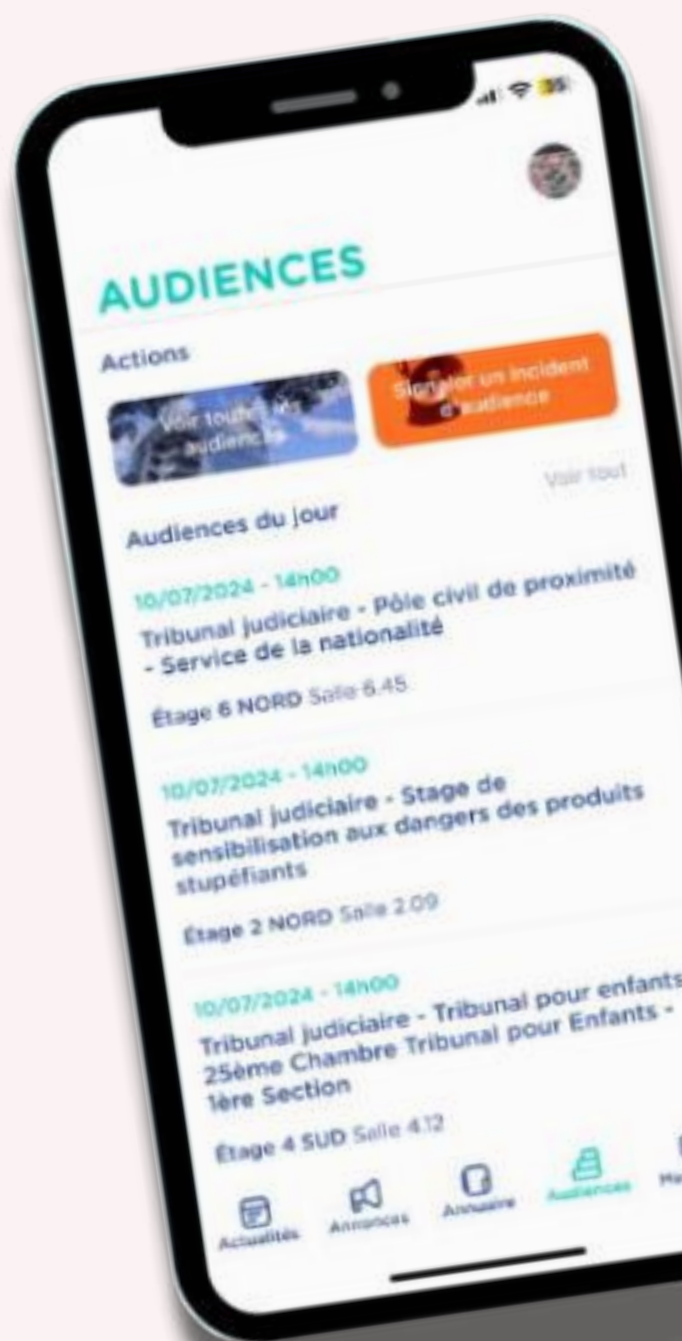 35
AUDIENCES
Actions
Voir toutes les
audiences
Signaler un incident
d'audience
Audiences du jour
Voir tout
10/07/2024 - 14h00
Tribunal judiciaire - Pôle civil de proximité
- Service de la nationalité
Étage 6 NORD Salle 6.45
10/07/2024 - 14h00
Tribunal judiciaire - Stage de
sensibilisation aux dangers des produits
stupéfiants
Étage 2 NORD Salle 2.09
10/07/2024 - 14h00
Tribunal judiciaire - Tribunal pour enfants
25ème Chambre Tribunal pour Enfants -
1ère Section
Étage 4 SUD Salle 4.12
Actualités Annonces Annuaire Audiences